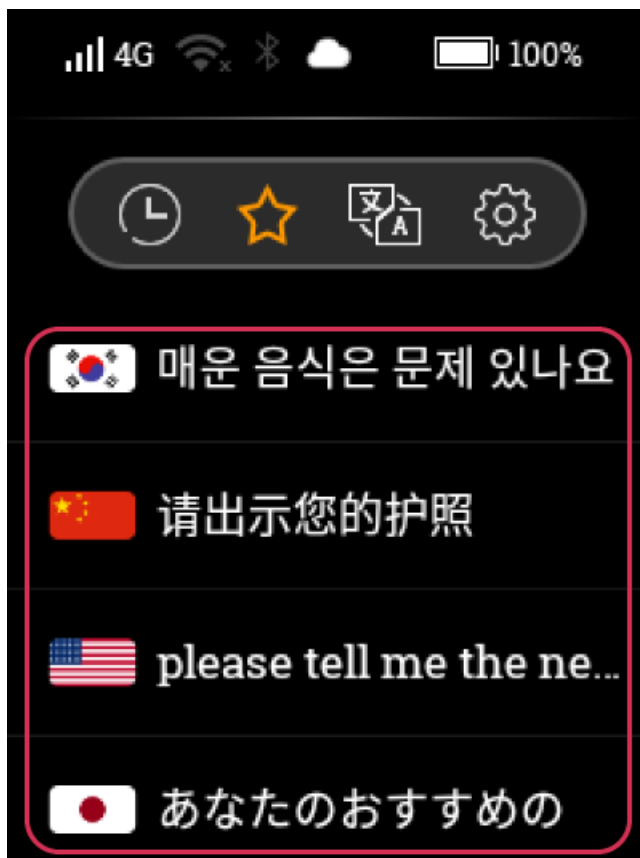 4G 100%
文 A
매운 음식은 문제 있나요
请出示您的护照
please tell me the ne...
あなたのおすすめの